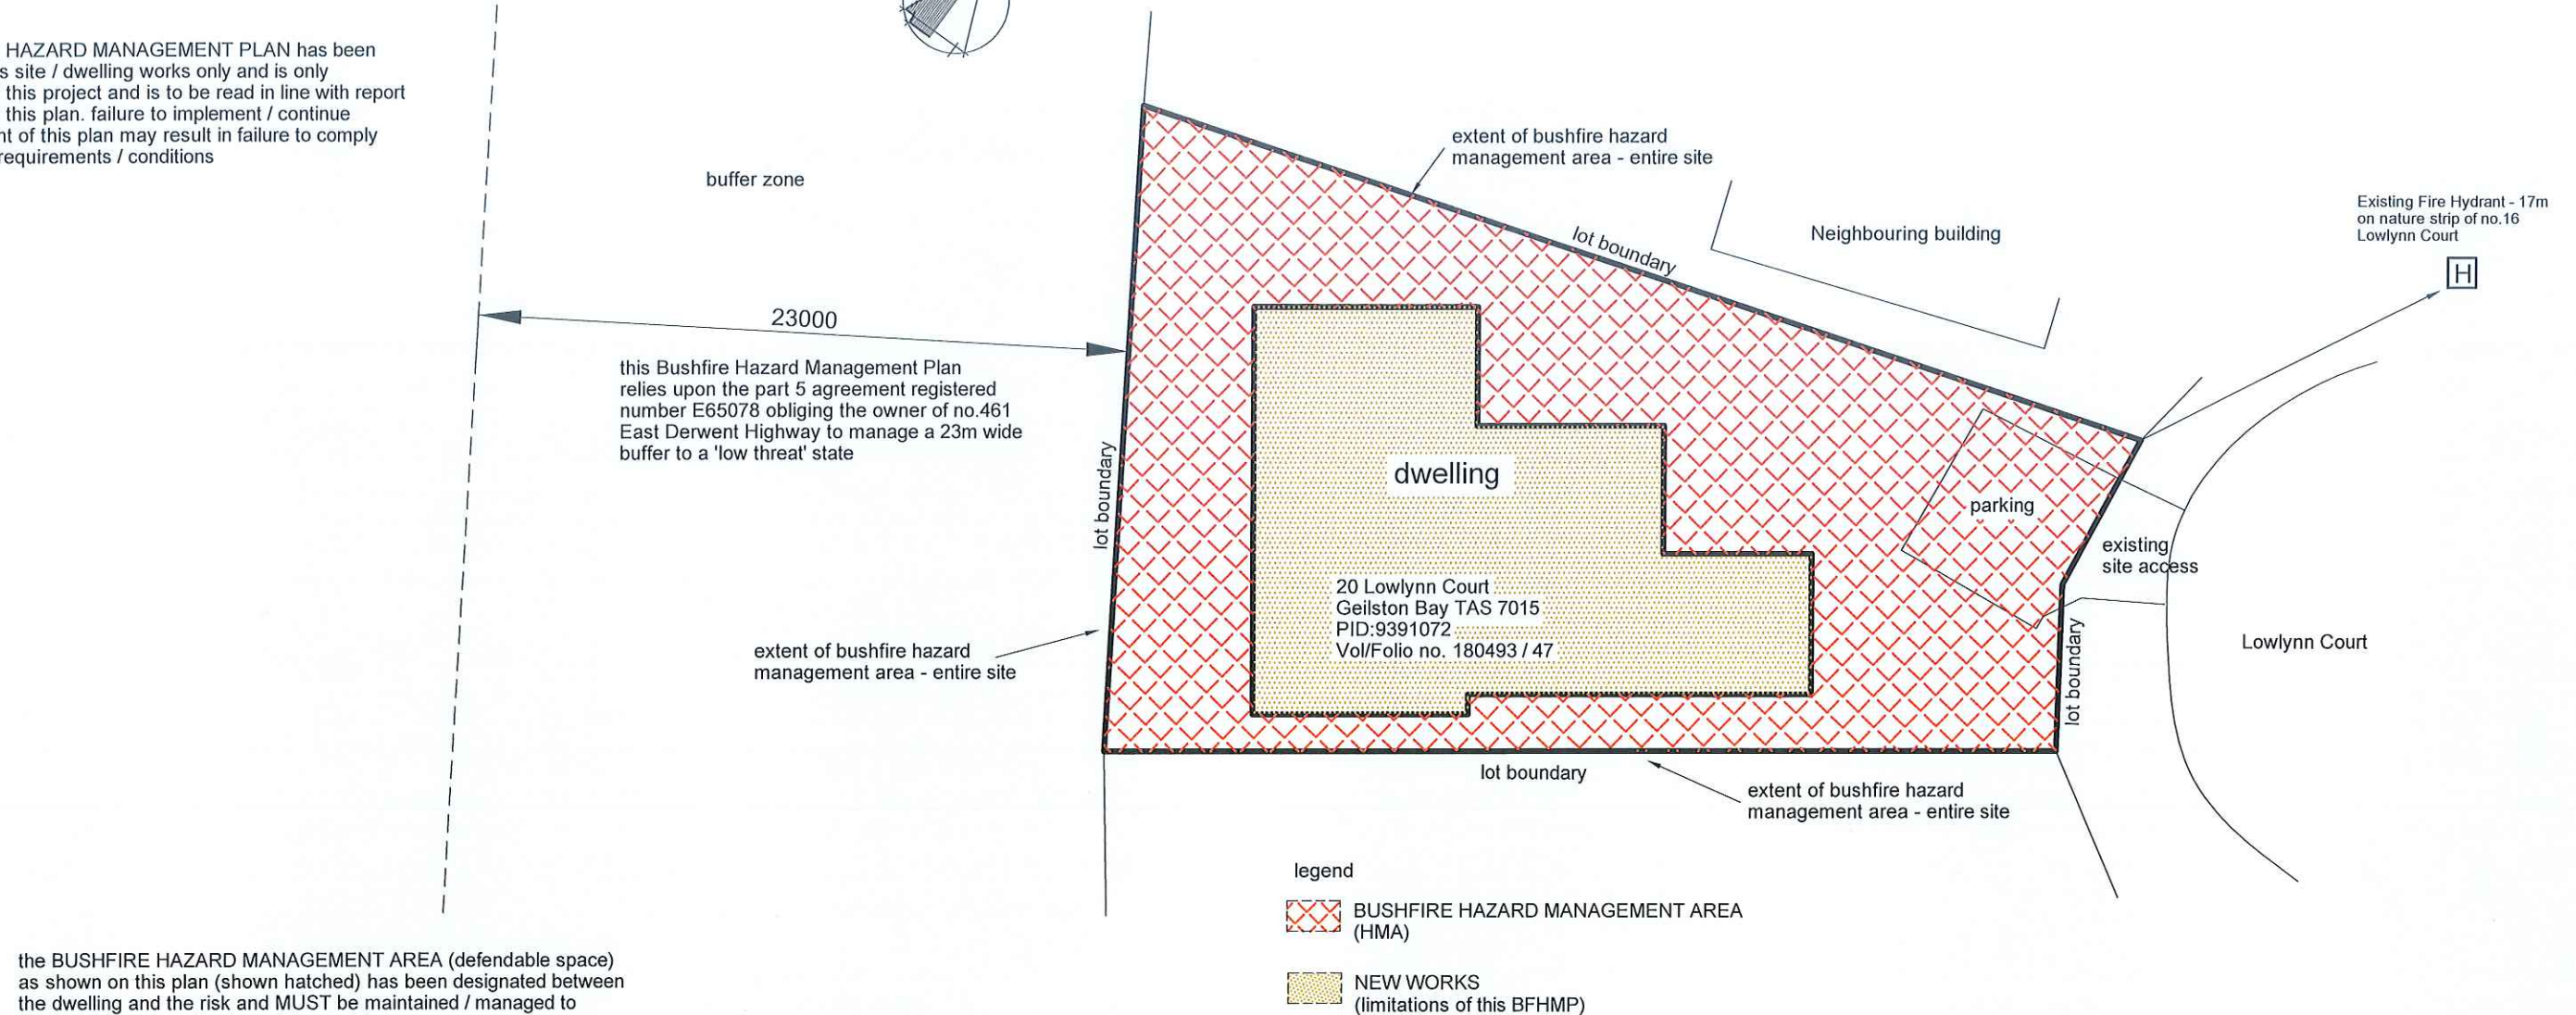 HAZARD MANAGEMENT PLAN has been
s site / dwelling works only and is only
this project and is to be read in line with report
this plan. failure to implement / continue
nt of this plan may result in failure to comply
requirements / conditions
buffer zone
23000
this Bushfire Hazard Management Plan
relies upon the part 5 agreement registered
number E65078 obliging the owner of no.461
East Derwent Highway to manage a 23m wide
buffer to a 'low threat' state
extent of bushfire hazard
management area - entire site
lot boundary
extent of bushfire hazard
management area - entire site
lot boundary
Neighbouring building
Existing Fire Hydrant - 17m
on nature strip of no.16
Lowlynn Court
H
dwelling
20 Lowlynn Court
Geilston Bay TAS 7015
PID:9391072
Vol/Folio no. 180493 / 47
parking
existing
site access
lot boundary
Lowlynn Court
lot boundary
extent of bushfire hazard
management area - entire site
legend
BUSHFIRE HAZARD MANAGEMENT AREA
(HMA)
NEW WORKS
(limitations of this BFHMP)
the BUSHFIRE HAZARD MANAGEMENT AREA (defendable space)
as shown on this plan (shown hatched) has been designated between
the dwelling and the risk and MUST be maintained / managed to